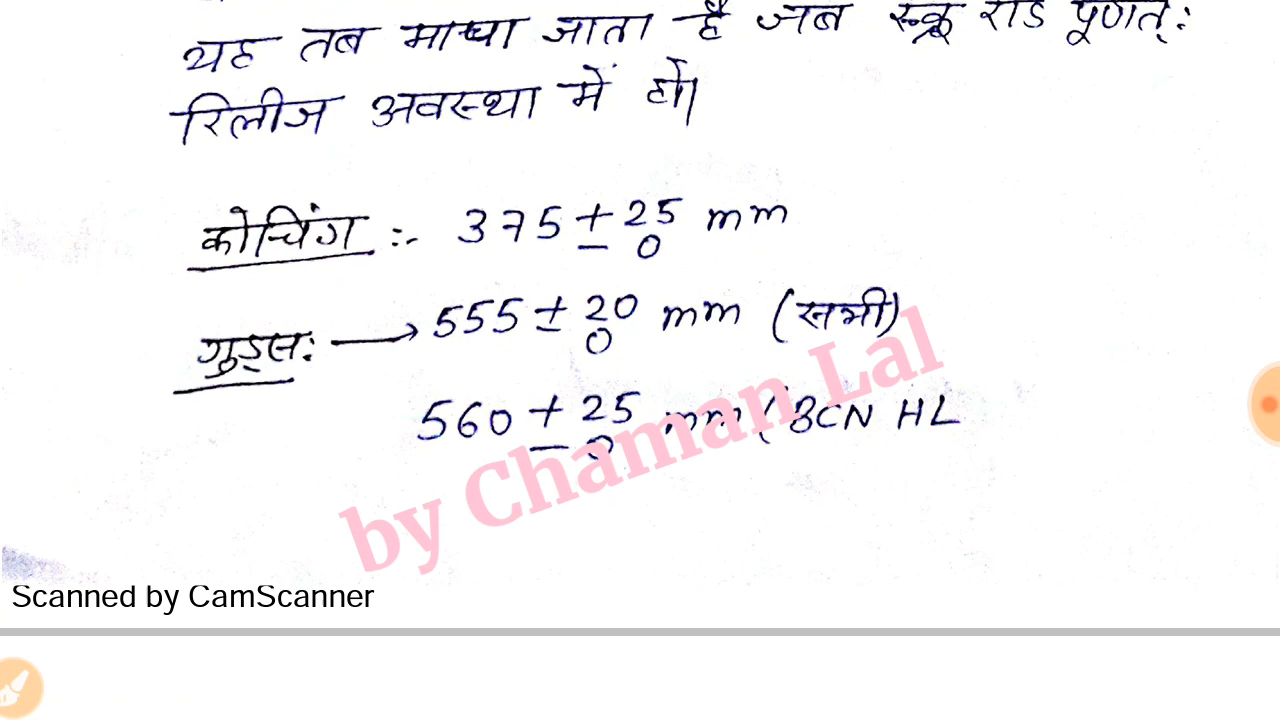 यह तब माघा जाता है जब स्क्रू राड पूणत्:
रिलीज अवस्था में हो।
कोचिंग :- 375 ± 25 mm
0
गुड्स: → 555 ± 20 mm (सभी)
0
560 ± 25 mm (BCN HL
0
by Chaman Lal
Scanned by CamScanner